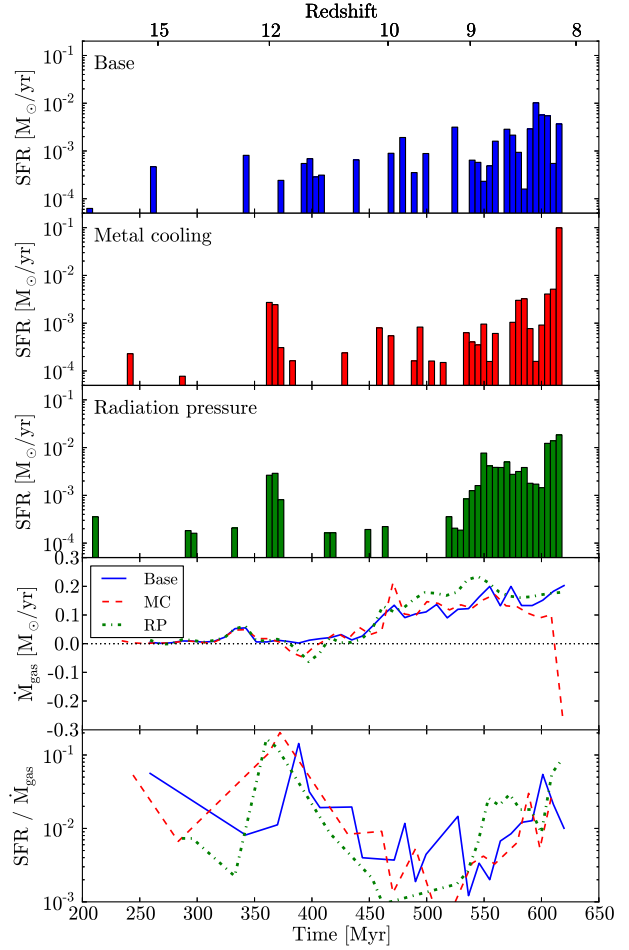 Redshift
15 12 10 9 8
Base
SFR [M⊙/yr]
10⁻¹
10⁻²
10⁻³
10⁻⁴
Metal cooling
SFR [M⊙/yr]
10⁻¹
10⁻²
10⁻³
10⁻⁴
Radiation pressure
SFR [M⊙/yr]
10⁻¹
10⁻²
10⁻³
10⁻⁴
Ṁgas [M⊙/yr]
0.3
0.2
0.1
0.0
-0.1
-0.2
-0.3
Base
MC
RP
SFR / Ṁgas
10⁻¹
10⁻²
10⁻³
200 250 300 350 400 450 500 550 600 650
Time [Myr]